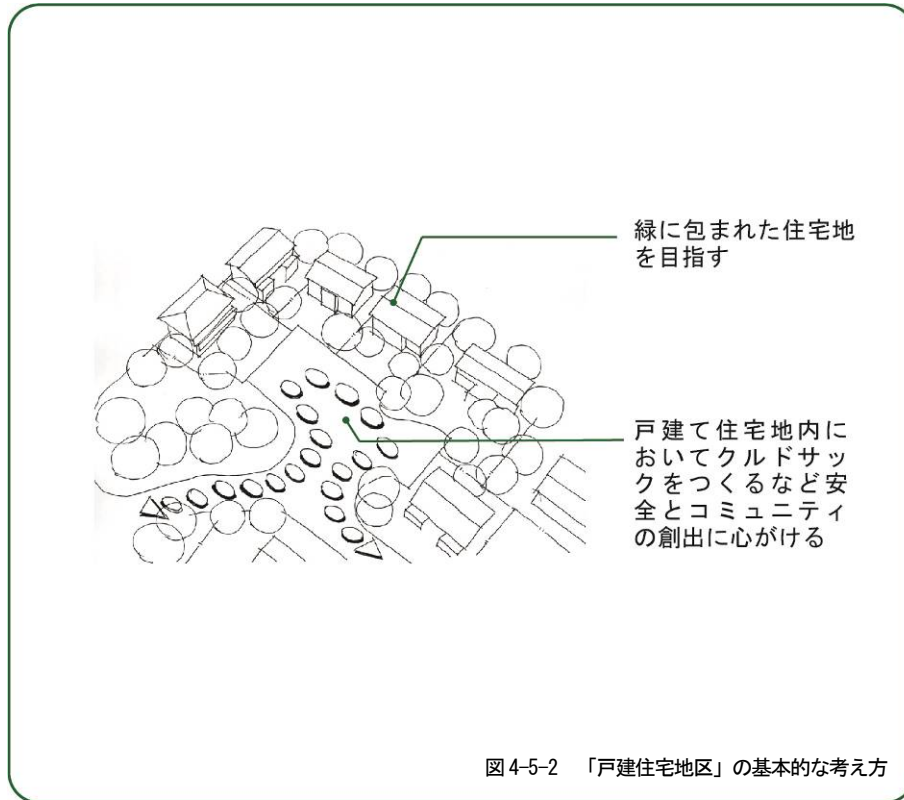 緑に包まれた住宅地
を目指す
戸建て住宅地内に
おいてクルドサッ
クをつくるなど安
全とコミュニティ
の創出に心がける
図 4-5-2 「戸建住宅地区」の基本的な考え方